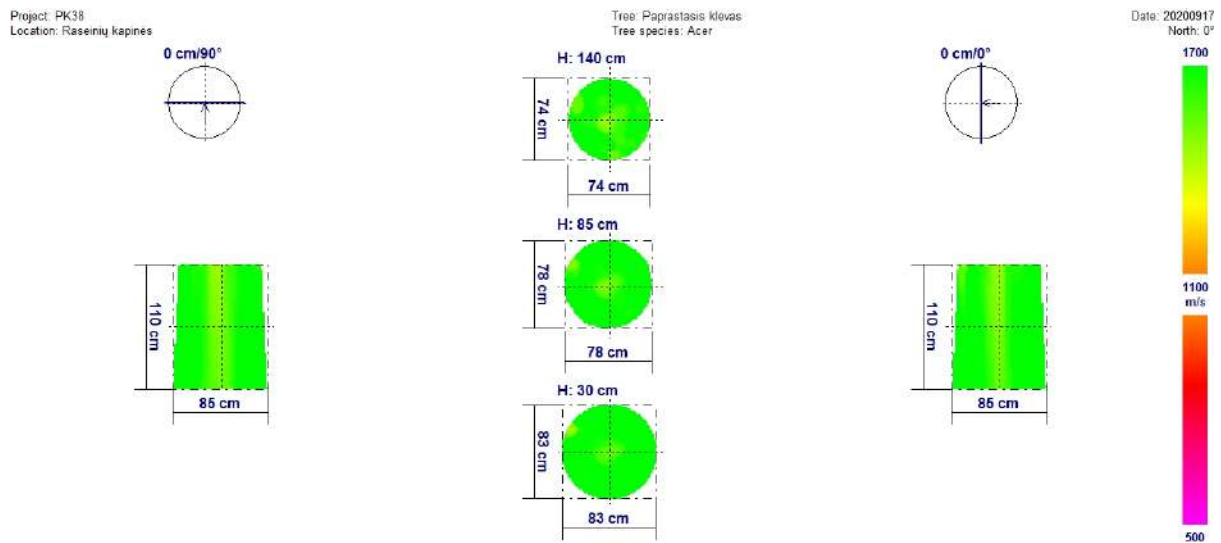 Project: PK38
Location: Raseinių kapinės
Tree: Paprastasis klevas
Tree species: Acer
Date: 20200917
North: 0°
0 cm/90°
H: 140 cm
0 cm/0°
1700
74 cm
74 cm
H: 85 cm
78 cm
78 cm
110 cm
85 cm
110 cm
85 cm
1100
m/s
H: 30 cm
83 cm
83 cm
500